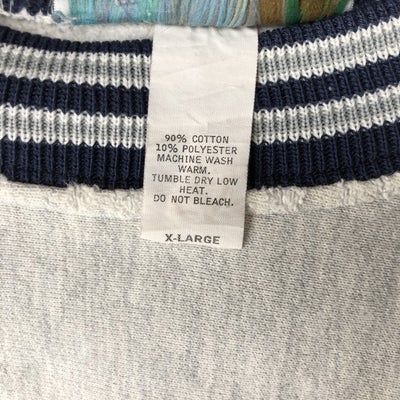 90% COTTON
10% POLYESTER
MACHINE WASH
WARM.
TUMBLE DRY LOW
HEAT.
DO NOT BLEACH.
X-LARGE